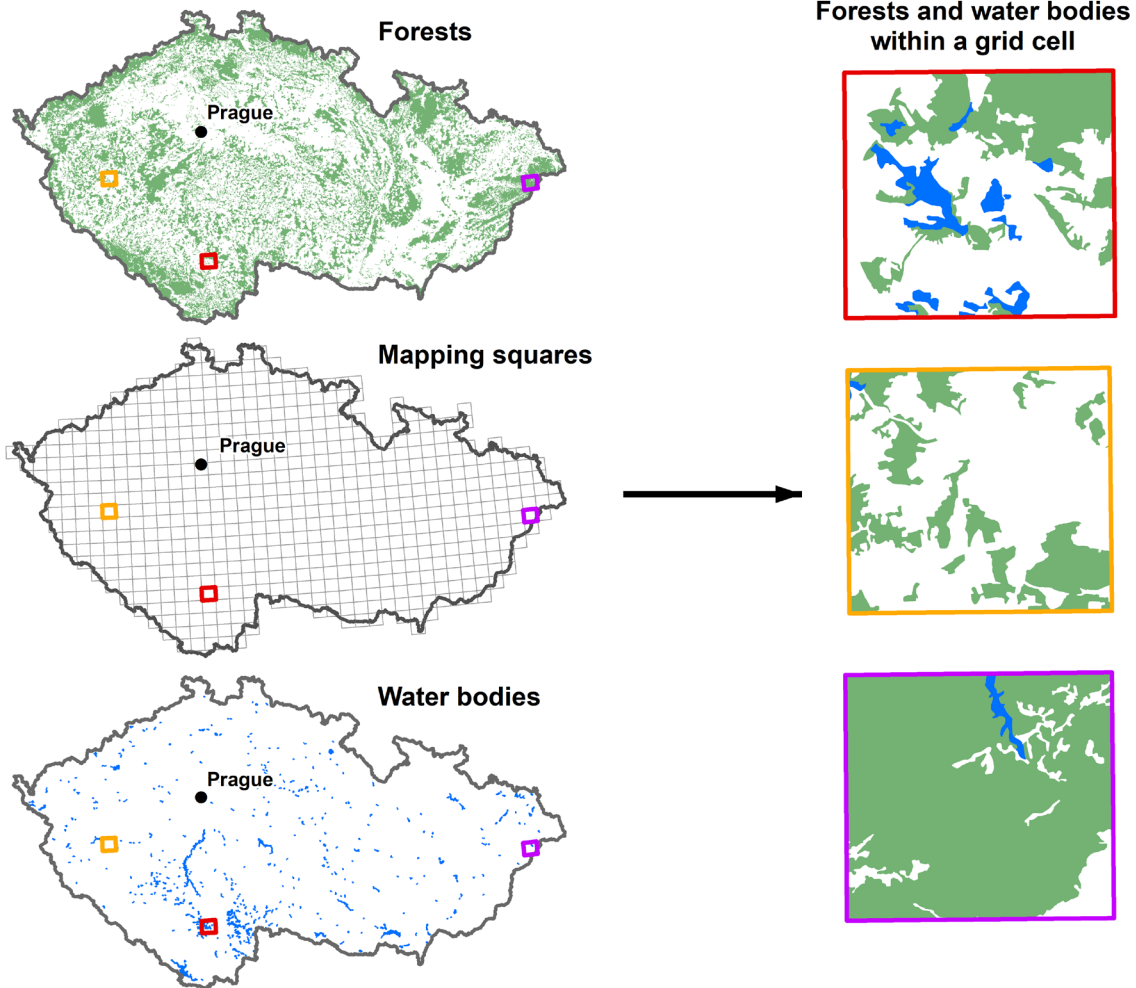 Forests
Prague
Forests and water bodies
within a grid cell
Mapping squares
Prague
Water bodies
Prague